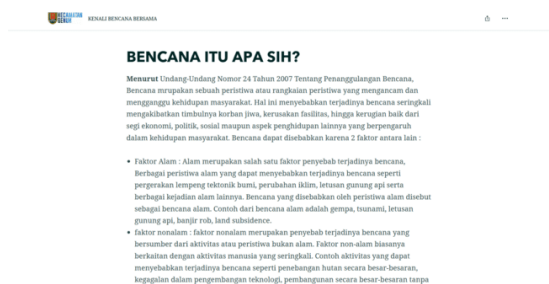 KECAMATAN
GENUK
KENALI BENCANA BERSAMA
BENCANA ITU APA SIH?
Menurut Undang-Undang Nomor 24 Tahun 2007 Tentang Penanggulangan Bencana,
Bencana mrupakan sebuah peristiwa atau rangkaian peristiwa yang mengancam dan
mengganggu kehidupan masyarakat. Hal ini menyebabkan terjadinya bencana seringkali
mengakibatkan timbulnya korban jiwa, kerusakan fasilitas, hingga kerugian baik dari
segi ekonomi, politik, sosial maupun aspek penghidupan lainnya yang berpengaruh
dalam kehidupan masyarakat. Bencana dapat disebabkan karena 2 faktor antara lain :
• Faktor Alam : Alam merupakan salah satu faktor penyebab terjadinya bencana,
Berbagai peristiwa alam yang dapat menyebabkan terjadinya bencana seperti
pergerakan lempeng tektonik bumi, perubahan iklim, letusan gunung api serta
berbagai kejadian alam lainnya. Bencana yang disebabkan oleh peristiwa alam disebut
sebagai bencana alam. Contoh dari bencana alam adalah gempa, tsunami, letusan
gunung api, banjir rob, land subsidence.
• faktor nonalam : faktor nonalam merupakan penyebab terjadinya bencana yang
bersumber dari aktivitas atau peristiwa bukan alam. Faktor non-alam biasanya
berkaitan dengan aktivitas manusia yang seringkali. Contoh aktivitas yang dapat
menyebabkan terjadinya bencana seperti penebangan hutan secara besar-besaran,
kegagalan dalam pengembangan teknologi, pembangunan secara besar-besaran tanpa